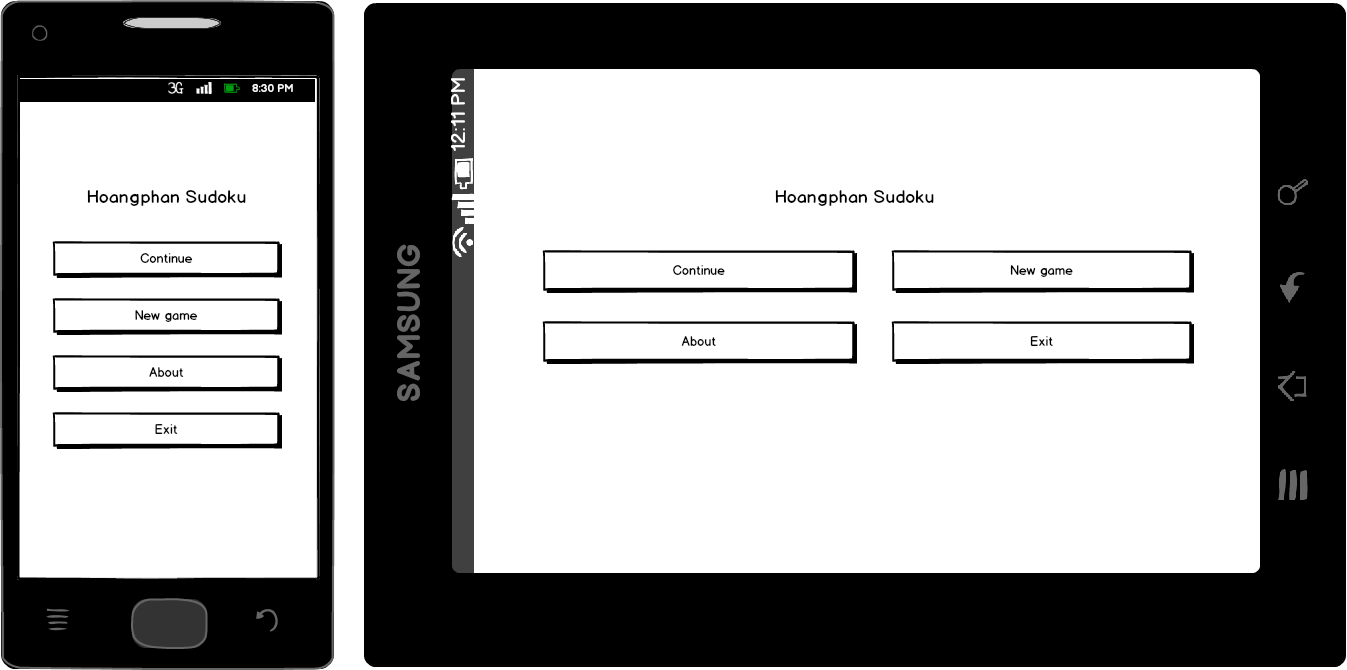 3G 8:30 PM
Hoangphan Sudoku
Continue
New game
About
Exit
SAMSUNG
12:11 PM
Hoangphan Sudoku
Continue New game
About Exit